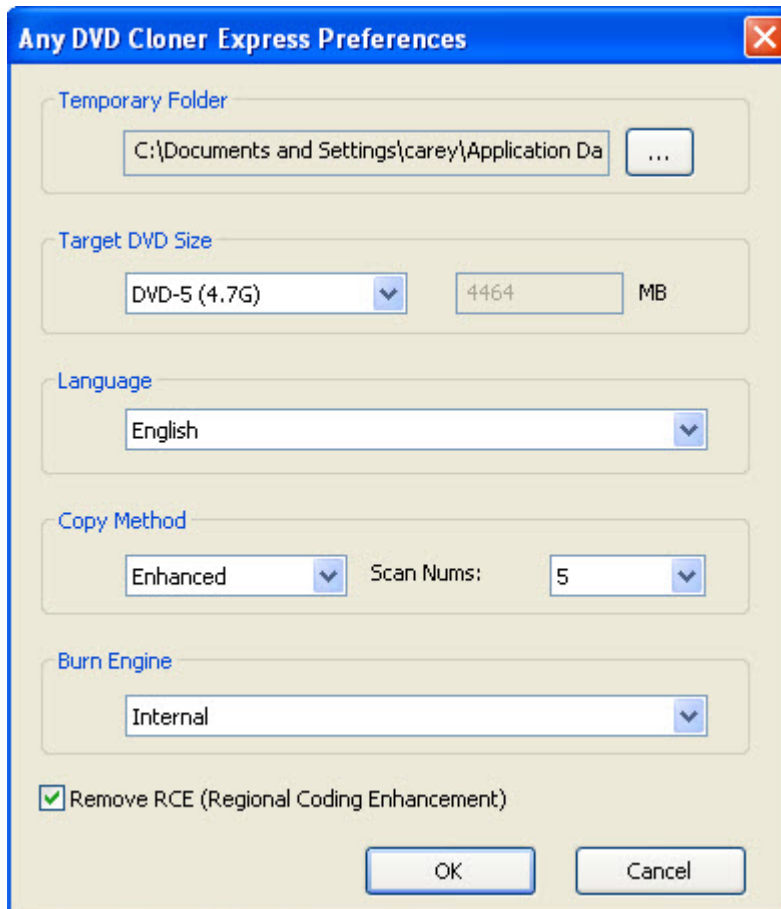 Any DVD Cloner Express Preferences
Temporary Folder
C:\Documents and Settings\carey\Application Da
...
Target DVD Size
DVD-5 (4.7G)
4464
MB
Language
English
Copy Method
Enhanced
Scan Nums:
5
Burn Engine
Internal
Remove RCE (Regional Coding Enhancement)
OK
Cancel